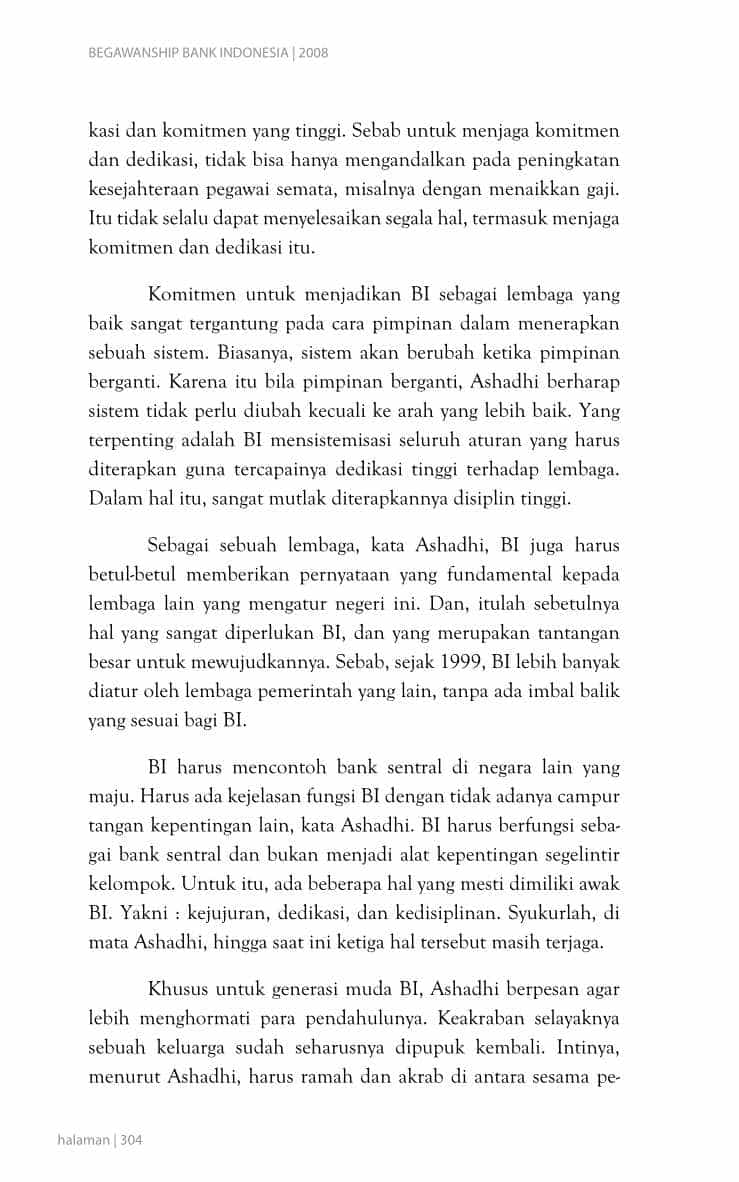 BEGAWANSHIP BANK INDONESIA | 2008
kasi dan komitmen yang tinggi. Sebab untuk menjaga komitmen
dan dedikasi, tidak bisa hanya mengandalkan pada peningkatan
kesejahteraan pegawai semata, misalnya dengan menaikkan gaji.
Itu tidak selalu dapat menyelesaikan segala hal, termasuk menjaga
komitmen dan dedikasi itu.
Komitmen untuk menjadikan BI sebagai lembaga yang
baik sangat tergantung pada cara pimpinan dalam menerapkan
sebuah sistem. Biasanya, sistem akan berubah ketika pimpinan
berganti. Karena itu bila pimpinan berganti, Ashadhi berharap
sistem tidak perlu diubah kecuali ke arah yang lebih baik. Yang
terpenting adalah BI mensistemisasi seluruh aturan yang harus
diterapkan guna tercapainya dedikasi tinggi terhadap lembaga.
Dalam hal itu, sangat mutlak diterapkannya disiplin tinggi.
Sebagai sebuah lembaga, kata Ashadhi, BI juga harus
betul-betul memberikan pernyataan yang fundamental kepada
lembaga lain yang mengatur negeri ini. Dan, itulah sebetulnya
hal yang sangat diperlukan BI, dan yang merupakan tantangan
besar untuk mewujudkannya. Sebab, sejak 1999, BI lebih banyak
diatur oleh lembaga pemerintah yang lain, tanpa ada imbal balik
yang sesuai bagi BI.
BI harus mencontoh bank sentral di negara lain yang
maju. Harus ada kejelasan fungsi BI dengan tidak adanya campur
tangan kepentingan lain, kata Ashadhi. BI harus berfungsi seba-
gai bank sentral dan bukan menjadi alat kepentingan segelintir
kelompok. Untuk itu, ada beberapa hal yang mesti dimiliki awak
BI. Yakni : kejujuran, dedikasi, dan kedisiplinan. Syukurlah, di
mata Ashadhi, hingga saat ini ketiga hal tersebut masih terjaga.
Khusus untuk generasi muda BI, Ashadhi berpesan agar
lebih menghormati para pendahulunya. Keakraban selayaknya
sebuah keluarga sudah seharusnya dipupuk kembali. Intinya,
menurut Ashadhi, harus ramah dan akrab di antara sesama pe-
halaman | 304